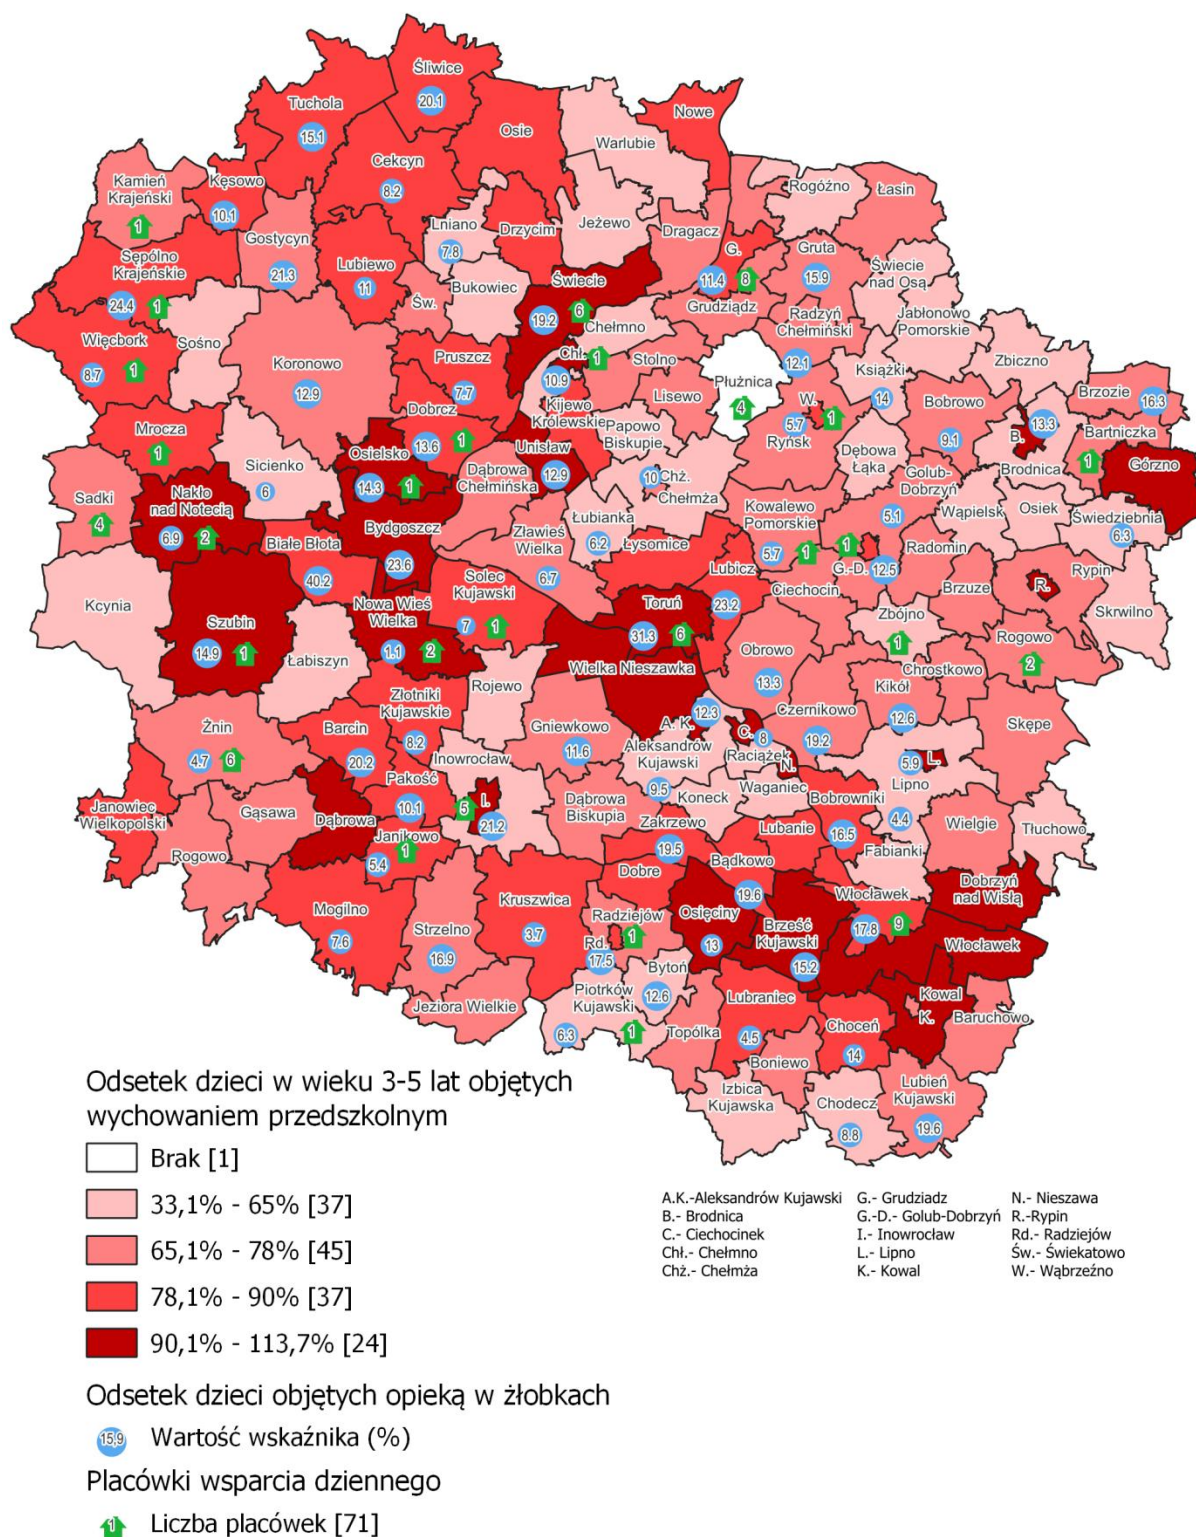 Śliwice
20.1
Tuchola
15.1
Osie
Nowe
Warlubie
Cekcyn
8.2
Kamień
Krajeński
1
Kęsowo
10.1
Rogóźno
Łasin
Gostycyn
21.3
Lniano
7.8
Drzycim
Jeżewo
Dragacz
Sępólno
Krajeńskie
24.4
1
Lubiewo
11
Bukowiec
Świecie
19.2
6
G.
11.4
8
Gruta
15.9
Świecie
nad Osą
Św.
Grudziądz
Radzyń
Chełmiński
12.1
Jabłonowo
Pomorskie
Więcbork
8.7
1
Sośno
Koronowo
12.9
Pruszcz
7.7
Chełmno
Chł.
1
10.9
Stolno
Płużnica
4
Książki
14
Zbiczno
Brzozie
16.3
Kijewo
Królewskie
Lisewo
W.
1
Bobrowo
9.1
Mrocza
1
Dobrcz
13.6
1
Papowo
Biskupie
5.7
Ryńsk
B.
13.3
Bartniczka
1
Osielsko
14.3
1
Unisław
12.9
Dębowa
Łąka
Brodnica
Górzno
Sicienko
6
Dąbrowa
Chełmińska
10
Chż.
Chełmża
Golub-
Dobrzyń
5.1
Sadki
4
Nakło
nad Notecią
6.9
2
Bydgoszcz
23.6
Kowalewo
Pomorskie
5.7
1
Wąpielsk
Osiek
Świedziebnia
6.3
Białe Błota
40.2
Zławieś
Wielka
6.7
Łubianka
6.2
Łysomice
1
G.-D.
12.5
Radomin
Kcynia
Solec
Kujawski
7
1
Lubicz
23.2
Ciechocin
Brzuze
R.
Rypin
Skrwilno
Szubin
14.9
1
Nowa Wieś
Wielka
1.1
2
Toruń
31.3
6
Zbójno
1
Łabiszyn
Wielka Nieszawka
Obrowo
13.3
Rogowo
2
Rojewo
Chrostkowo
Złotniki
Kujawskie
8.2
Kikół
12.6
Żnin
4.7
6
Barcin
20.2
Gniewkowo
11.6
A. K.
12.3
Aleksandrów
Kujawski
9.5
C.
8
Raciążek
Czernikowo
19.2
Skępe
Inowrocław
N.
5.9
L.
Lipno
4.4
Pakość
10.1
5
I.
21.2
Koneck
Waganiec
Janowiec
Wielkopolski
Gąsawa
Dąbrowa
Dąbrowa
Biskupia
Bobrowniki
16.5
Wielgie
Tłuchowo
Janikowo
1
5.4
Zakrzewo
19.5
Lubanie
Fabianki
Rogowo
Bądkowo
19.6
Dobre
Dobrzyń
nad Wisłą
Mogilno
7.6
Kruszwica
3.7
Osięciny
13
Włocławek
17.8
9
Strzelno
16.9
Radziejów
Rd.
1
17.5
Brześć
Kujawski
15.2
Włocławek
Bytoń
12.6
Kowal
K.
Jeziora Wielkie
Piotrków
Kujawski
6.3
1
Lubraniec
4.5
Choceń
14
Baruchowo
Topólka
Boniewo
Izbica
Kujawska
Chodecz
8.8
Lubień
Kujawski
19.6
Odsetek dzieci w wieku 3-5 lat objętych
wychowaniem przedszkolnym
Brak [1]
33,1% - 65% [37]
65,1% - 78% [45]
78,1% - 90% [37]
90,1% - 113,7% [24]
Odsetek dzieci objętych opieką w żłobkach
15,9 Wartość wskaźnika (%)
Placówki wsparcia dziennego
1 Liczba placówek [71]
A.K.-Aleksandrów Kujawski
B.- Brodnica
C.- Ciechocinek
Chł.- Chełmno
Chż.- Chełmża
G.- Grudziadz
G.-D.- Golub-Dobrzyń
I.- Inowrocław
L.- Lipno
K.- Kowal
N.- Nieszawa
R.-Rypin
Rd.- Radziejów
Św.- Świekatowo
W.- Wąbrzeźno